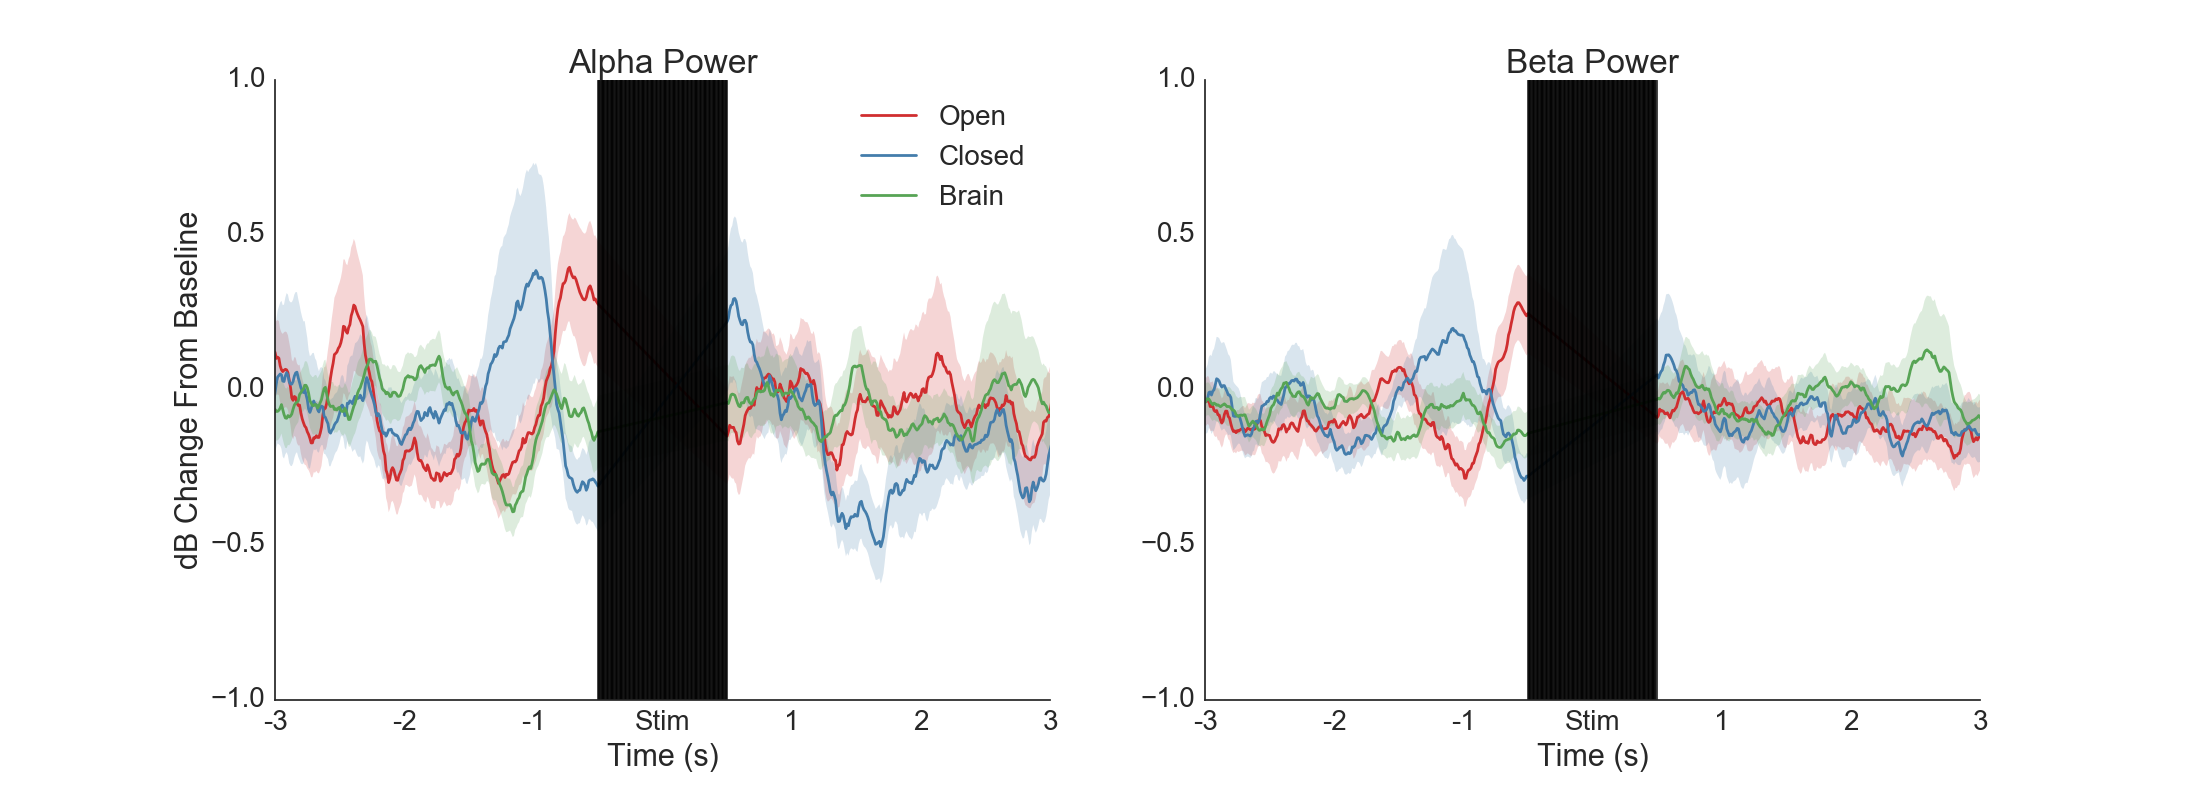 Alpha Power
1.0
0.5
0.0
−0.5
−1.0
dB Change From Baseline
Open
Closed
Brain
-3 -2 -1 Stim 1 2 3
Time (s)
Beta Power
1.0
0.5
0.0
−0.5
−1.0
-3 -2 -1 Stim 1 2 3
Time (s)